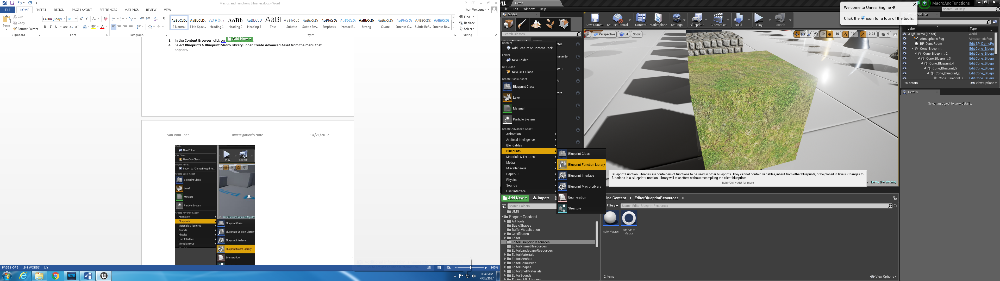 Macros and Functions Libraries.docx - Word
FILE HOME INSERT DESIGN PAGE LAYOUT REFERENCES MAILINGS REVIEW VIEW
Ivan VonLunen
Paste
Cut
Copy
Format Painter
Calibri (Body) 10
Clipboard Font Paragraph Styles Editing
AaBbCcDc ¶ Normal
AaBbCcDc ¶ No Spac...
AaBbCc Heading 1
AaBb Heading 2
AaBbCcD Heading 3
AaBl Title
AaBbCcD Subtitle
AaBbCcDt Subtle Em...
AaBbCcDt Emphasis
AaBbCcDt Intense E...
AaBbCcDc Strong
AaBbCcDt Quote
AaBbCcDt Intense Q...
AaBbCcDc Subtle Ref...
AaBbCcDc Intense Re...
Find
Replace
Select
3. In the Content Browser, click on Add New .
4. Select Blueprints > Blueprint Macro Library under Create Advanced Asset from the menu that
appears.
Ivan VonLunen Investigation's Note 04/21/2017
Folder
New Folder
C++ Class
New C++ Class...
Import Asset
Import to /Game/Blueprints...
Create Basic Asset
Blueprint Class
Level
Material
Particle System
Create Advanced Asset
Animation
Blueprints
Materials & Textures
Sounds
Physics
User Interface
Miscellaneous
Play Launch
10 10°
ThirdPersonExampleMap (Pe
Blueprint Class
Blueprint Function Library
Blueprint Interface
Blueprint Macro Library
Enumeration
PAGE 1 OF 3 244 WORDS
100%
11:40 AM
4/26/2017
Demo
MacroAndFunctions
File Edit Window Help
Search For Help
Modes
Save Current
Source Control
Content
Marketplace
Settings
Blueprints
Cinematics
Build
Play
Launch
Welcome to Unreal Engine 4!
Click the icon for a tour of the tools.
Search Classes
Content
Add Feature or Content Pack...
Folder
New Folder
C++ Class
New C++ Class...
Create Basic Asset
Blueprint Class
Level
Material
Particle System
Create Advanced Asset
Animation
Artificial Intelligence
Blendables
Blueprints
Materials & Textures
Media
Miscellaneous
Paper2D
Physics
Sounds
User Interface
ctor
haracter
awn
ht
tart
Blueprint Class
Blueprint Function Library
Blueprint Interface
Blueprint Macro Library
Enumeration
Structure
Perspective Lit Show
10 10° 0.25 4
Blueprint Function Libraries are containers of functions to be used in other blueprints. They cannot contain variables, inherit from other blueprints, or be placed in levels. Changes to
functions in a Blueprint Function Library will take effect without recompiling the client blueprints.
hold (Ctrl + Alt) for more
el: Demo (Persistent)
Outliner
Label Type
Demo (Editor) World
Atmospheric Fog AtmosphericFog
BP_DemoRoom Edit BP_DemoRo
Cone_Blueprint Edit Cone_Bluepr
Cone_Blueprint_2 Edit Cone_Bluepr
Cone_Blueprint_3 Edit Cone_Bluepr
Cone_Blueprint_4 Edit Cone_Bluepr
Cone_Blueprint_5 Edit Cone_Bluepr
Cone_Blueprint_6 Edit Cone_Bluepr
Cone_Blueprint_7 Edit Cone_Bluepr
26 actors View Options
Details
Select an object to view details.
Add New Import
ine Content EditorBlueprintResources
Search Folders
Filters Search EditorBlueprintResources
UMG
Engine Content
ArtTools
BasicShapes
BufferVisualization
Certificates
Editor
EditorBlueprintResources
EditorKismetResources
EditorLandscapeResources
EditorMaterials
EditorMeshes
EditorResources
EditorShapes
EditorShellMaterials
EditorSounds
Engine_MI_Shaders
ActorMacros
Standard
Macros
2 items View Options